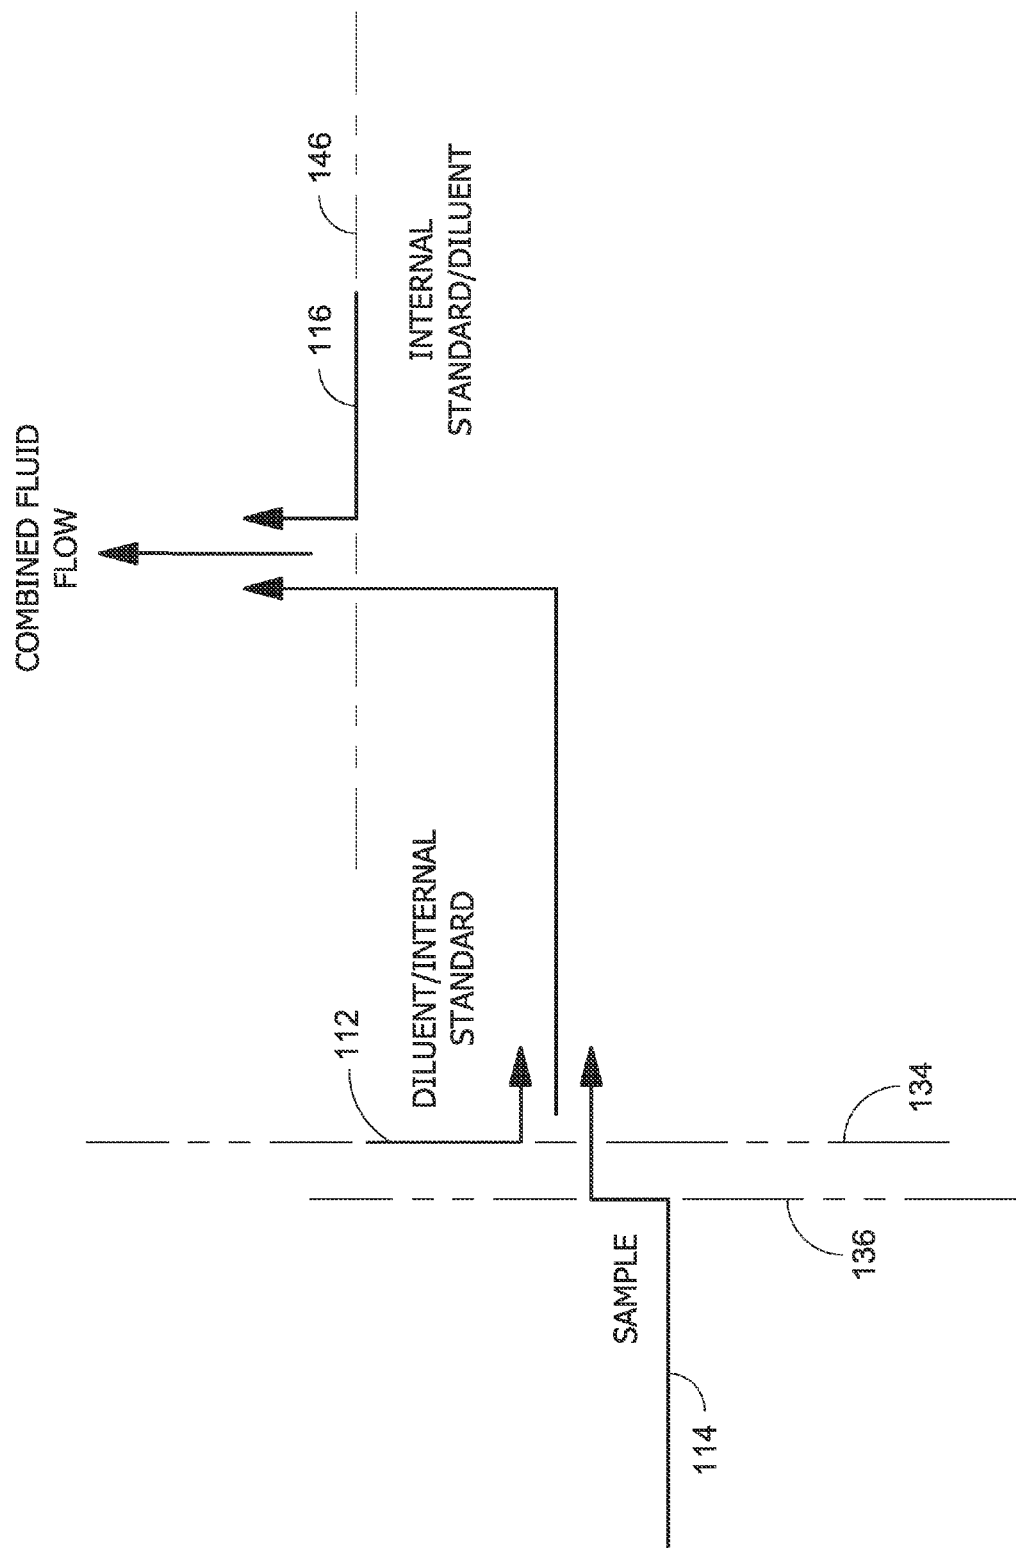 COMBINED FLUID
FLOW
146
116
INTERNAL
STANDARD/DILUENT
DILUENT/INTERNAL
STANDARD
112
134
136
SAMPLE
114